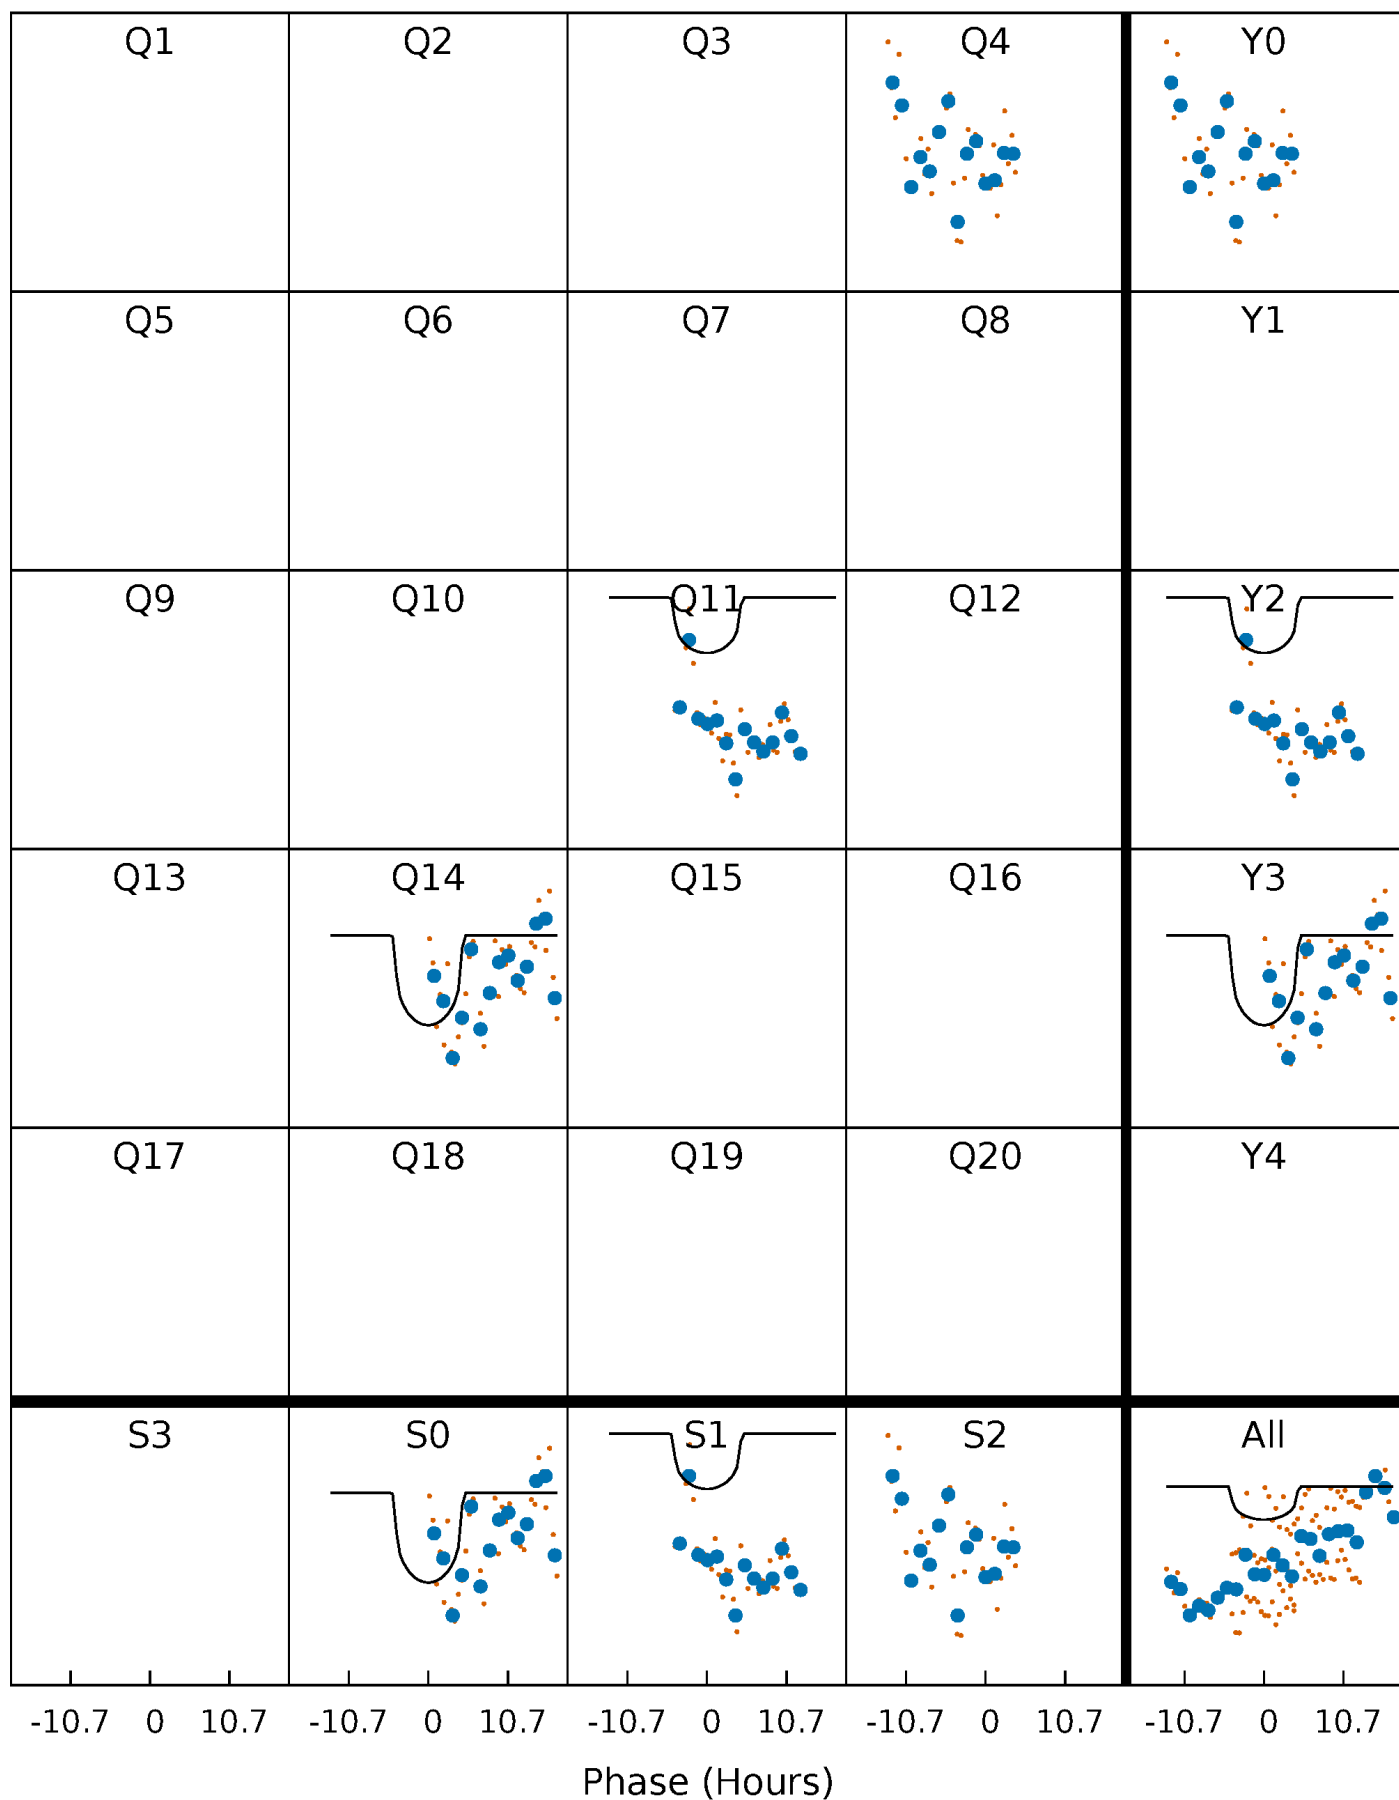 Q1 Q2 Q3 Q4 Y0
Q5 Q6 Q7 Q8 Y1
Q9 Q10 Q11 Q12 Y2
Q13 Q14 Q15 Q16 Y3
Q17 Q18 Q19 Q20 Y4
S3 S0 S1 S2 All
-10.7 0 10.7 -10.7 0 10.7 -10.7 0 10.7 -10.7 0 10.7 -10.7 0 10.7
Phase (Hours)